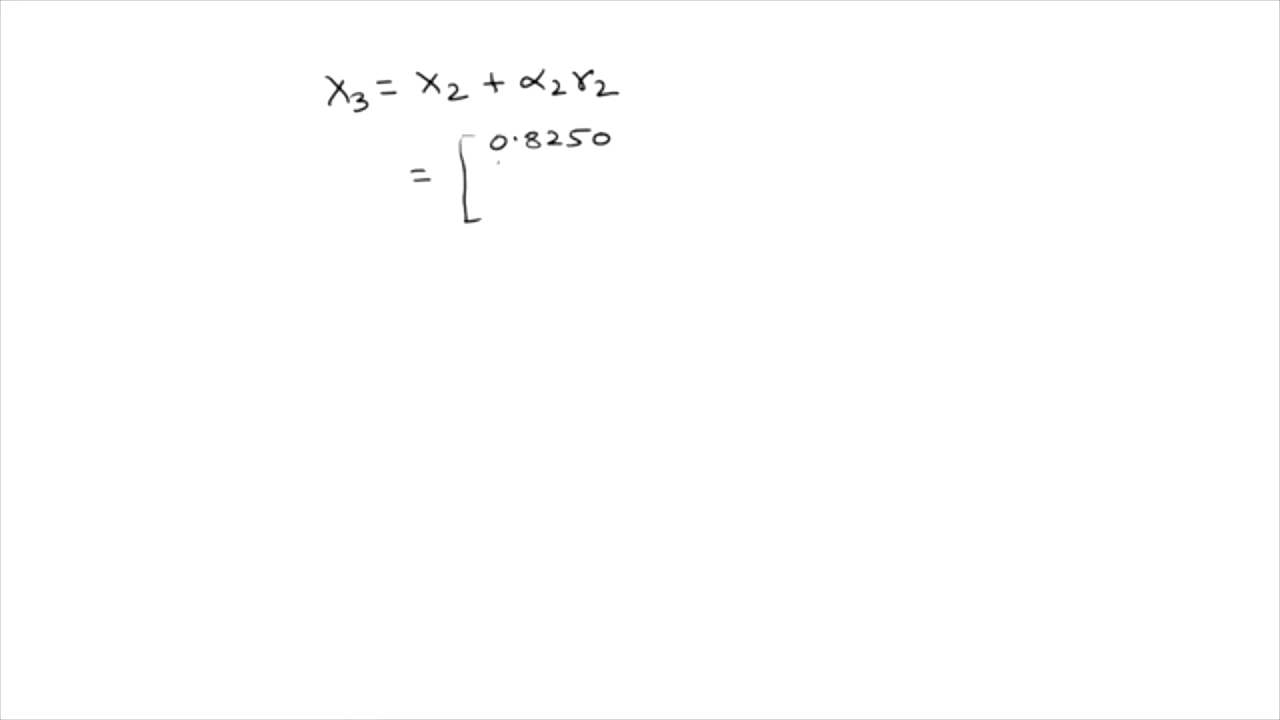 x₃ = x₂ + α₂r₂
= [ 0.8250